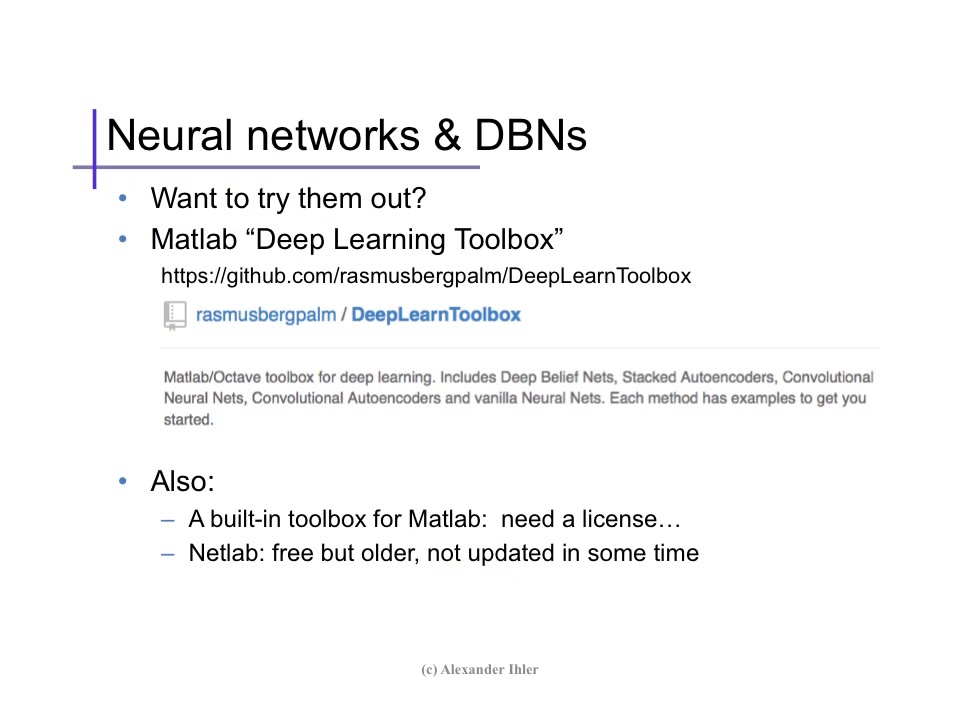 Neural networks & DBNs
• Want to try them out?
• Matlab “Deep Learning Toolbox”
https://github.com/rasmusbergpalm/DeepLearnToolbox
rasmusbergpalm / DeepLearnToolbox
Matlab/Octave toolbox for deep learning. Includes Deep Belief Nets, Stacked Autoencoders, Convolutional
Neural Nets, Convolutional Autoencoders and vanilla Neural Nets. Each method has examples to get you
started.
• Also:
– A built-in toolbox for Matlab:  need a license…
– Netlab: free but older, not updated in some time
(c) Alexander Ihler